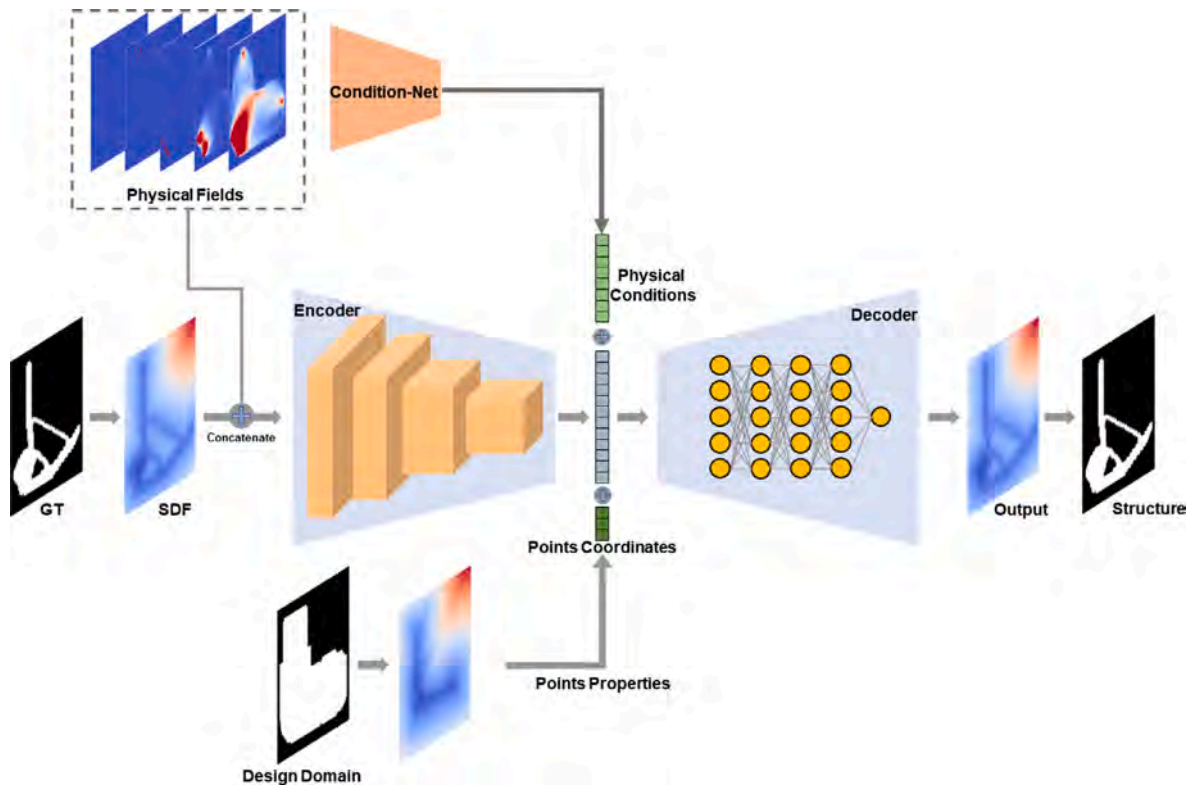 Condition-Net
Physical Fields
Physical
Conditions
Encoder
Decoder
Concatenate
GT
SDF
Output
Structure
Points Coordinates
Points Properties
Design Domain